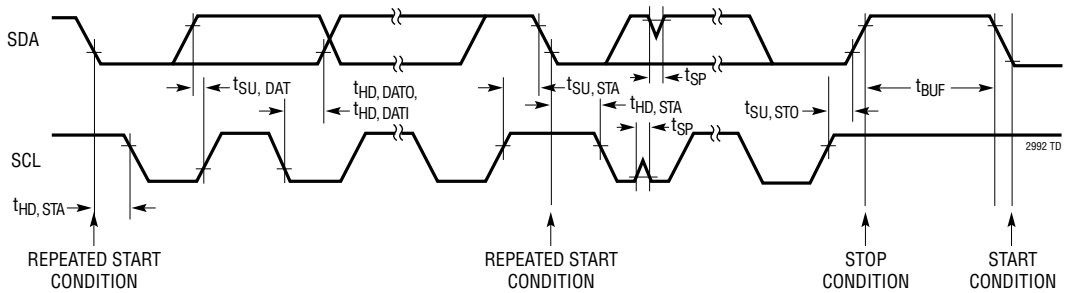 SDA
tSU, DAT
tHD, DATO,
tHD, DATI
tSU, STA
tHD, STA
tSP
tSP
tSU, STO
tBUF
2992 TD
SCL
tHD, STA
REPEATED START
CONDITION
REPEATED START
CONDITION
STOP
CONDITION
START
CONDITION